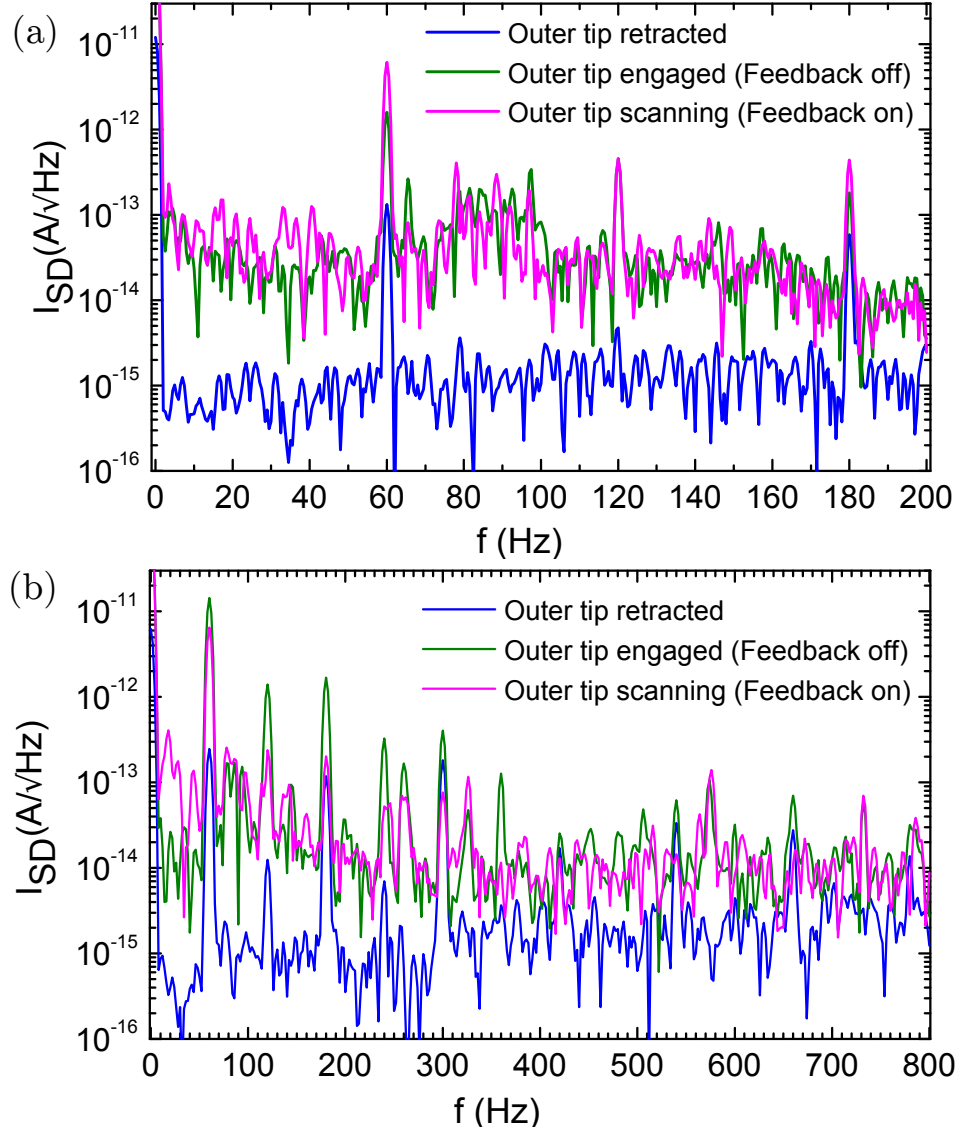 (a)
Outer tip retracted
Outer tip engaged (Feedback off)
Outer tip scanning (Feedback on)
10-11
10-12
10-13
10-14
10-15
10-16
ISD(A/√Hz)
0 20 40 60 80 100 120 140 160 180 200
f (Hz)
(b)
Outer tip retracted
Outer tip engaged (Feedback off)
Outer tip scanning (Feedback on)
10-11
10-12
10-13
10-14
10-15
10-16
ISD(A/√Hz)
0 100 200 300 400 500 600 700 800
f (Hz)